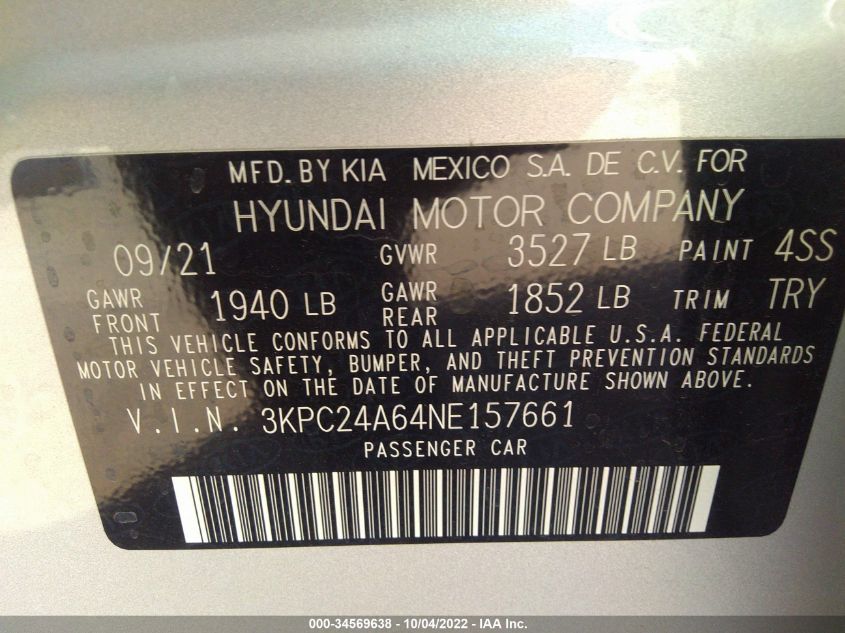 MFD. BY KIA MEXICO S.A. DE C.V. FOR
HYUNDAI MOTOR COMPANY
09/21 GVWR 3527 LB PAINT 4SS
GAWR FRONT 1940 LB GAWR REAR 1852 LB TRIM TRY
THIS VEHICLE CONFORMS TO ALL APPLICABLE U.S.A. FEDERAL
MOTOR VEHICLE SAFETY, BUMPER, AND THEFT PREVENTION STANDARDS
IN EFFECT ON THE DATE OF MANUFACTURE SHOWN ABOVE.
V.I.N. 3KPC24A64NE157661
PASSENGER CAR
000-34569638 - 10/04/2022 - IAA Inc.